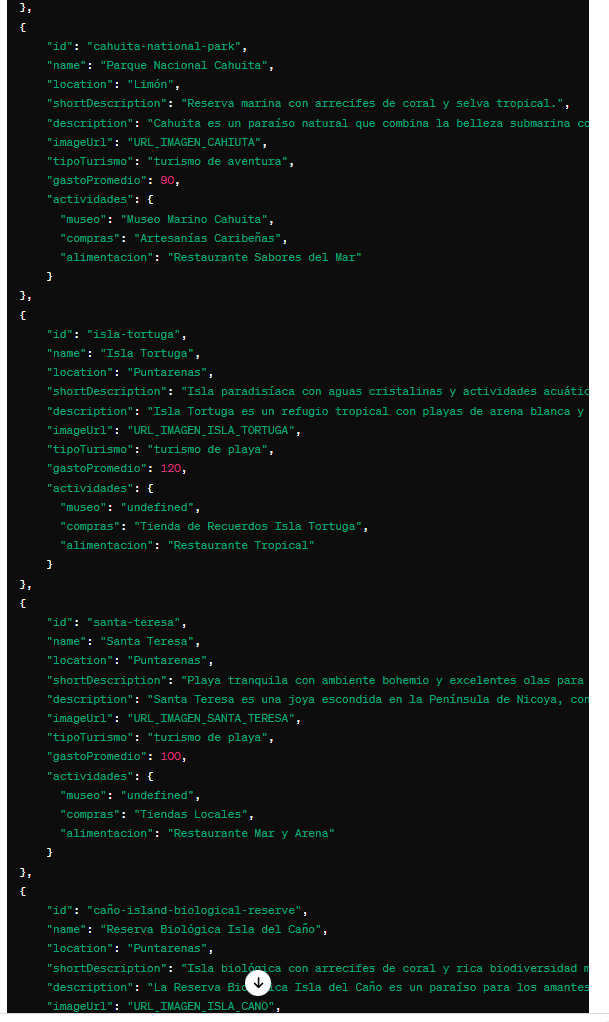 },
{
"id": "cahuita-national-park",
"name": "Parque Nacional Cahuita",
"location": "Limón",
"shortDescription": "Reserva marina con arrecifes de coral y selva tropical.",
"description": "Cahuita es un paraíso natural que combina la belleza submarina co
"imageUrl": "URL_IMAGEN_CAHIUTA",
"tipoTurismo": "turismo de aventura",
"gastoPromedio": 90,
"actividades": {
"museo": "Museo Marino Cahuita",
"compras": "Artesanías Caribeñas",
"alimentacion": "Restaurante Sabores del Mar"
}
},
{
"id": "isla-tortuga",
"name": "Isla Tortuga",
"location": "Puntarenas",
"shortDescription": "Isla paradisíaca con aguas cristalinas y actividades acuátic
"description": "Isla Tortuga es un refugio tropical con playas de arena blanca y
"imageUrl": "URL_IMAGEN_ISLA_TORTUGA",
"tipoTurismo": "turismo de playa",
"gastoPromedio": 120,
"actividades": {
"museo": "undefined",
"compras": "Tienda de Recuerdos Isla Tortuga",
"alimentacion": "Restaurante Tropical"
}
},
{
"id": "santa-teresa",
"name": "Santa Teresa",
"location": "Puntarenas",
"shortDescription": "Playa tranquila con ambiente bohemio y excelentes olas para
"description": "Santa Teresa es una joya escondida en la Península de Nicoya, con
"imageUrl": "URL_IMAGEN_SANTA_TERESA",
"tipoTurismo": "turismo de playa",
"gastoPromedio": 100,
"actividades": {
"museo": "undefined",
"compras": "Tiendas Locales",
"alimentacion": "Restaurante Mar y Arena"
}
},
{
"id": "caño-island-biological-reserve",
"name": "Reserva Biológica Isla del Caño",
"location": "Puntarenas",
"shortDescription": "Isla biológica con arrecifes de coral y rica biodiversidad m
"description": "La Reserva Isla del Caño es un paraíso para los amantes
"imageUrl": "URL_IMAGEN_ISLA_CANO",